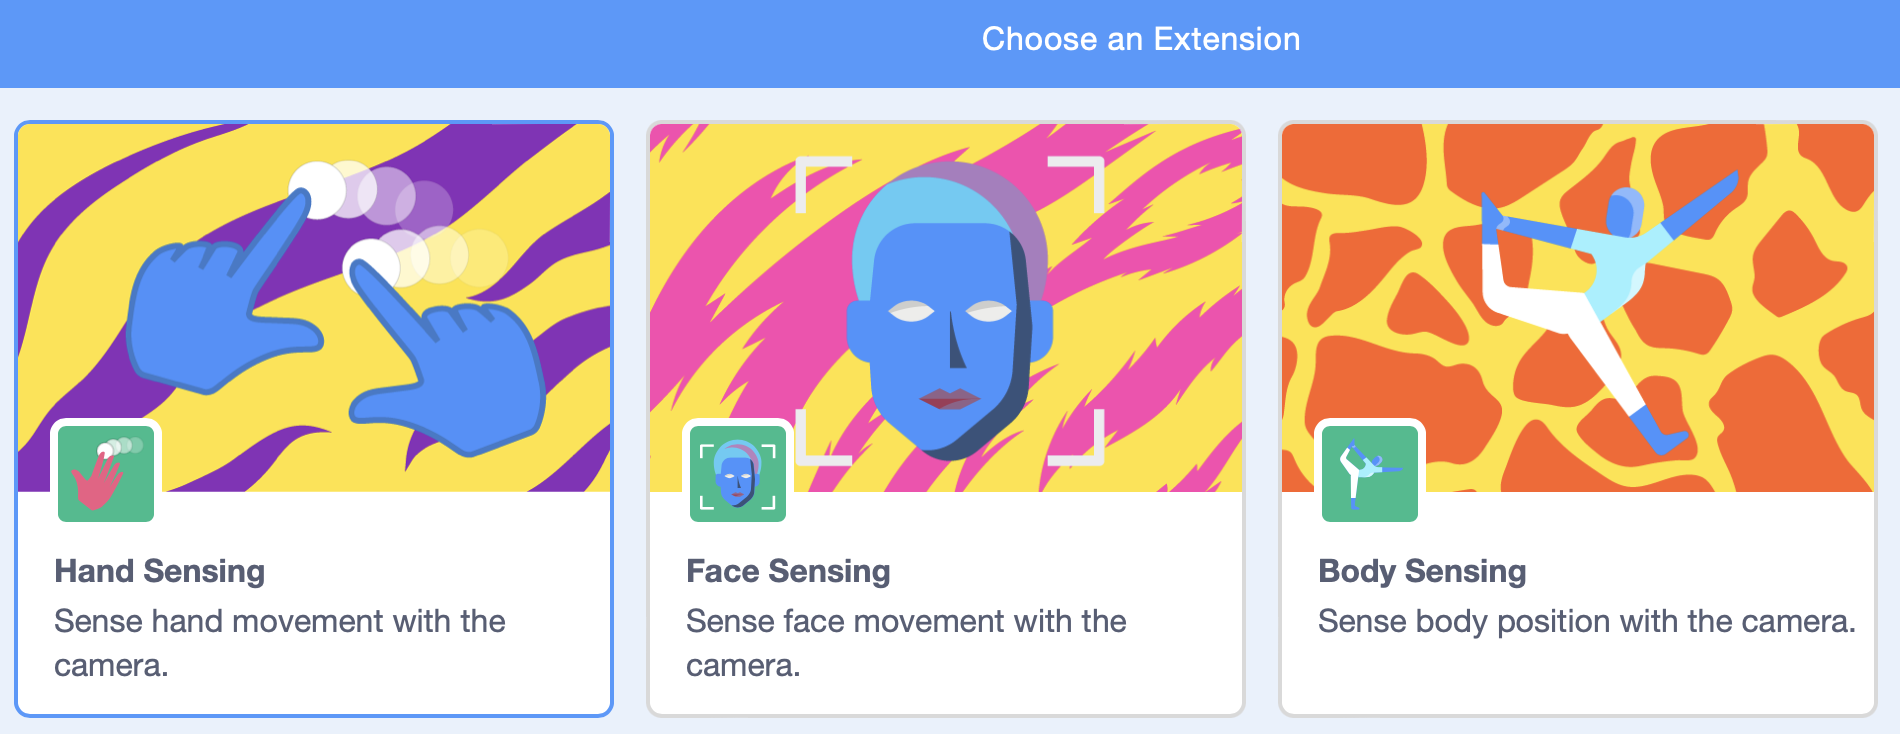 Choose an Extension
Hand Sensing
Sense hand movement with the
camera.
Face Sensing
Sense face movement with the
camera.
Body Sensing
Sense body position with the camera.